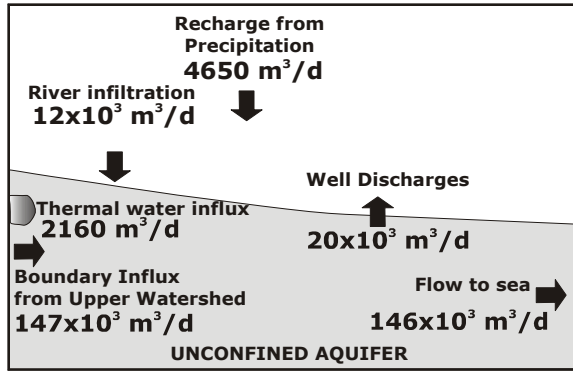 Recharge from
Precipitation
4650 m³/d
River infiltration
12x10³ m³/d
Well Discharges
20x10³ m³/d
Thermal water influx
2160 m³/d
Boundary Influx
from Upper Watershed
147x10³ m³/d
Flow to sea
146x10³ m³/d
UNCONFINED AQUIFER